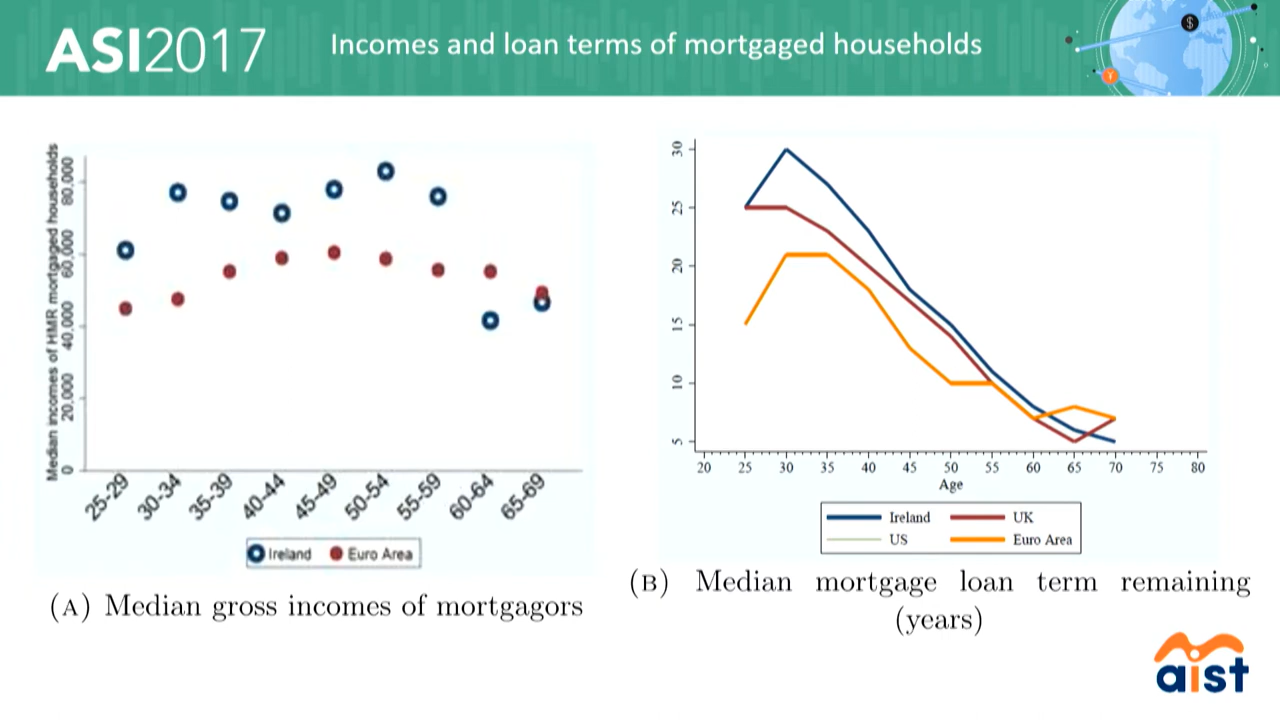 ASI2017
Incomes and loan terms of mortgaged households
$
¥
Median incomes of HMR mortgaged households
80,000
60,000
40,000
20,000
0
25-29
30-34
35-39
40-44
45-49
50-54
55-59
60-64
65-69
Ireland Euro Area
(A) Median gross incomes of mortgagors
30
25
20
15
10
5
20 25 30 35 40 45 50 55 60 65 70 75 80
Age
Ireland UK
US Euro Area
(B) Median mortgage loan term remaining
(years)
aist